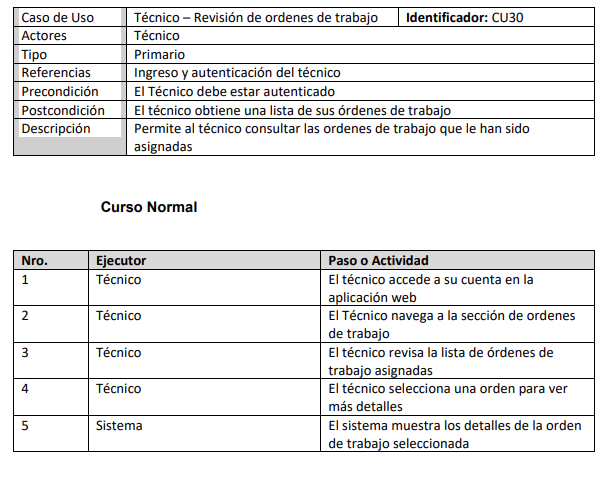 Caso de Uso Técnico – Revisión de ordenes de trabajo Identificador: CU30
Actores Técnico
Tipo Primario
Referencias Ingreso y autenticación del técnico
Precondición El Técnico debe estar autenticado
Postcondición El técnico obtiene una lista de sus órdenes de trabajo
Descripción Permite al técnico consultar las ordenes de trabajo que le han sido
asignadas
Curso Normal
Nro. Ejecutor Paso o Actividad
1 Técnico El técnico accede a su cuenta en la
aplicación web
2 Técnico El Técnico navega a la sección de ordenes
de trabajo
3 Técnico El técnico revisa la lista de órdenes de
trabajo asignadas
4 Técnico El técnico selecciona una orden para ver
más detalles
5 Sistema El sistema muestra los detalles de la orden
de trabajo seleccionada